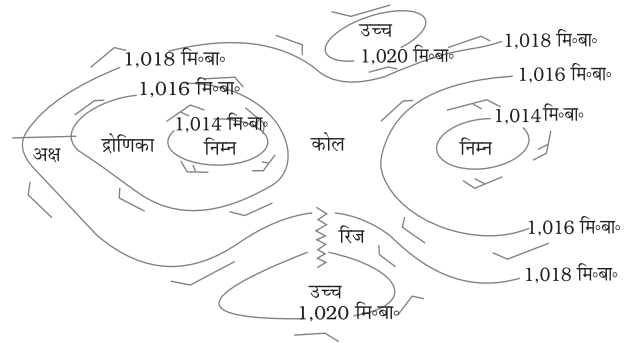 उच्च
1,018 मि॰बा॰
1,020 मि॰बा॰
1,018 मि॰बा॰
1,016 मि॰बा॰
1,016 मि॰बा॰
1,014 मि॰बा॰
1,014मि॰बा॰
अक्ष
द्रोणिका
निम्न
कोल
निम्न
रिज
1,016 मि॰बा॰
1,018 मि॰बा॰
उच्च
1,020 मि॰बा॰